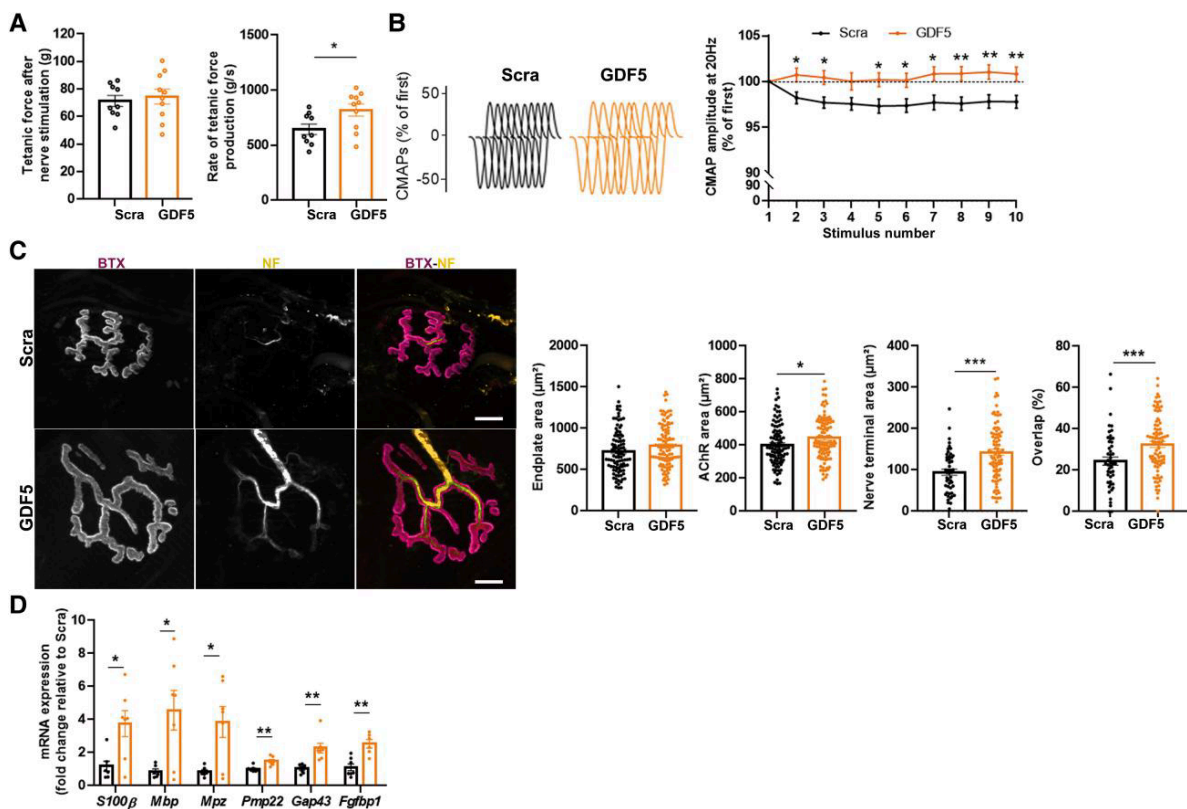 A
Tetanic force after
nerve stimulation (g)
120
100
80
60
40
20
0
Scra
GDF5
Rate of tetanic force
production (g/s)
1500
1000
500
0
*
Scra
GDF5
B
CMAPs (% of first)
50
0
-50
Scra
GDF5
Scra
GDF5
CMAP amplitude at 20Hz
(% of first)
105
100
95
90
90
0
* * * * * ** ** **
1 2 3 4 5 6 7 8 9 10
Stimulus number
C
BTX
NF
BTX-NF
Scra
GDF5
Endplate area (µm²)
2000
1500
1000
500
0
Scra
GDF5
AChR area (µm²)
1000
800
600
400
200
0
*
Scra
GDF5
Nerve terminal area (µm²)
400
300
200
100
0
***
Scra
GDF5
Overlap (%)
80
60
40
20
0
***
Scra
GDF5
D
mRNA expression
(fold change relative to Scra)
10
8
6
4
2
0
* * * ** ** **
S100β Mbp Mpz Pmp22 Gap43 Fgfbp1